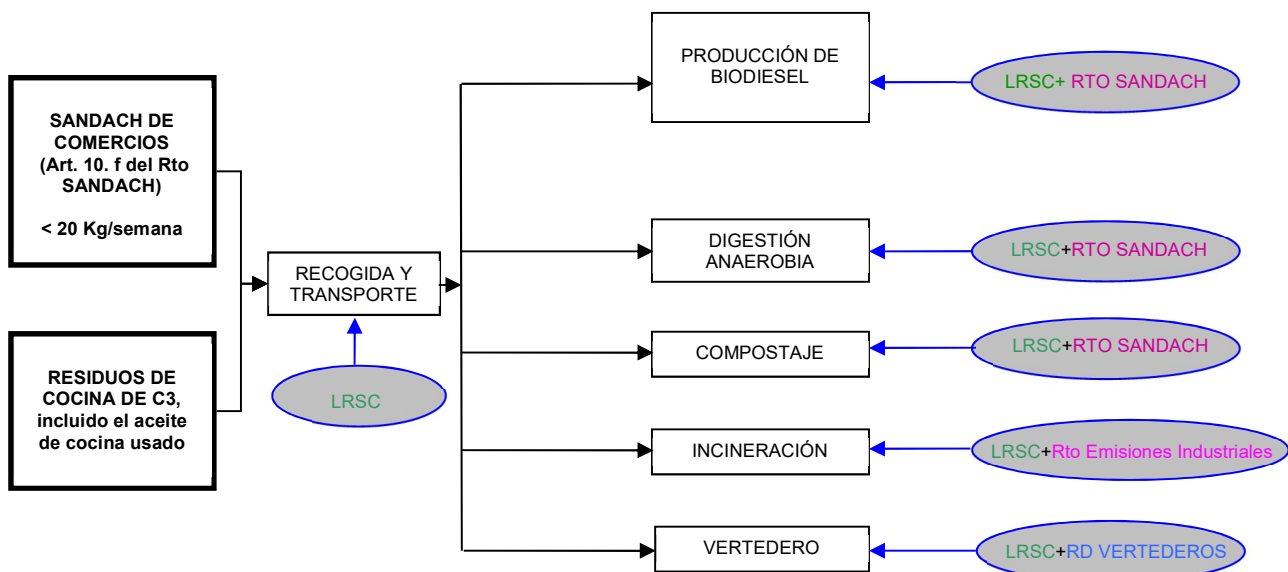 SANDACH DE
COMERCIOS
(Art. 10. f del Rto
SANDACH)
< 20 Kg/semana
RESIDUOS DE
COCINA DE C3,
incluido el aceite
de cocina usado
RECOGIDA Y
TRANSPORTE
LRSC
PRODUCCIÓN DE
BIODIESEL
LRSC+ RTO SANDACH
DIGESTIÓN
ANAEROBIA
LRSC+RTO SANDACH
COMPOSTAJE
LRSC+RTO SANDACH
INCINERACIÓN
LRSC+Rto Emisiones Industriales
VERTEDERO
LRSC+RD VERTEDEROS